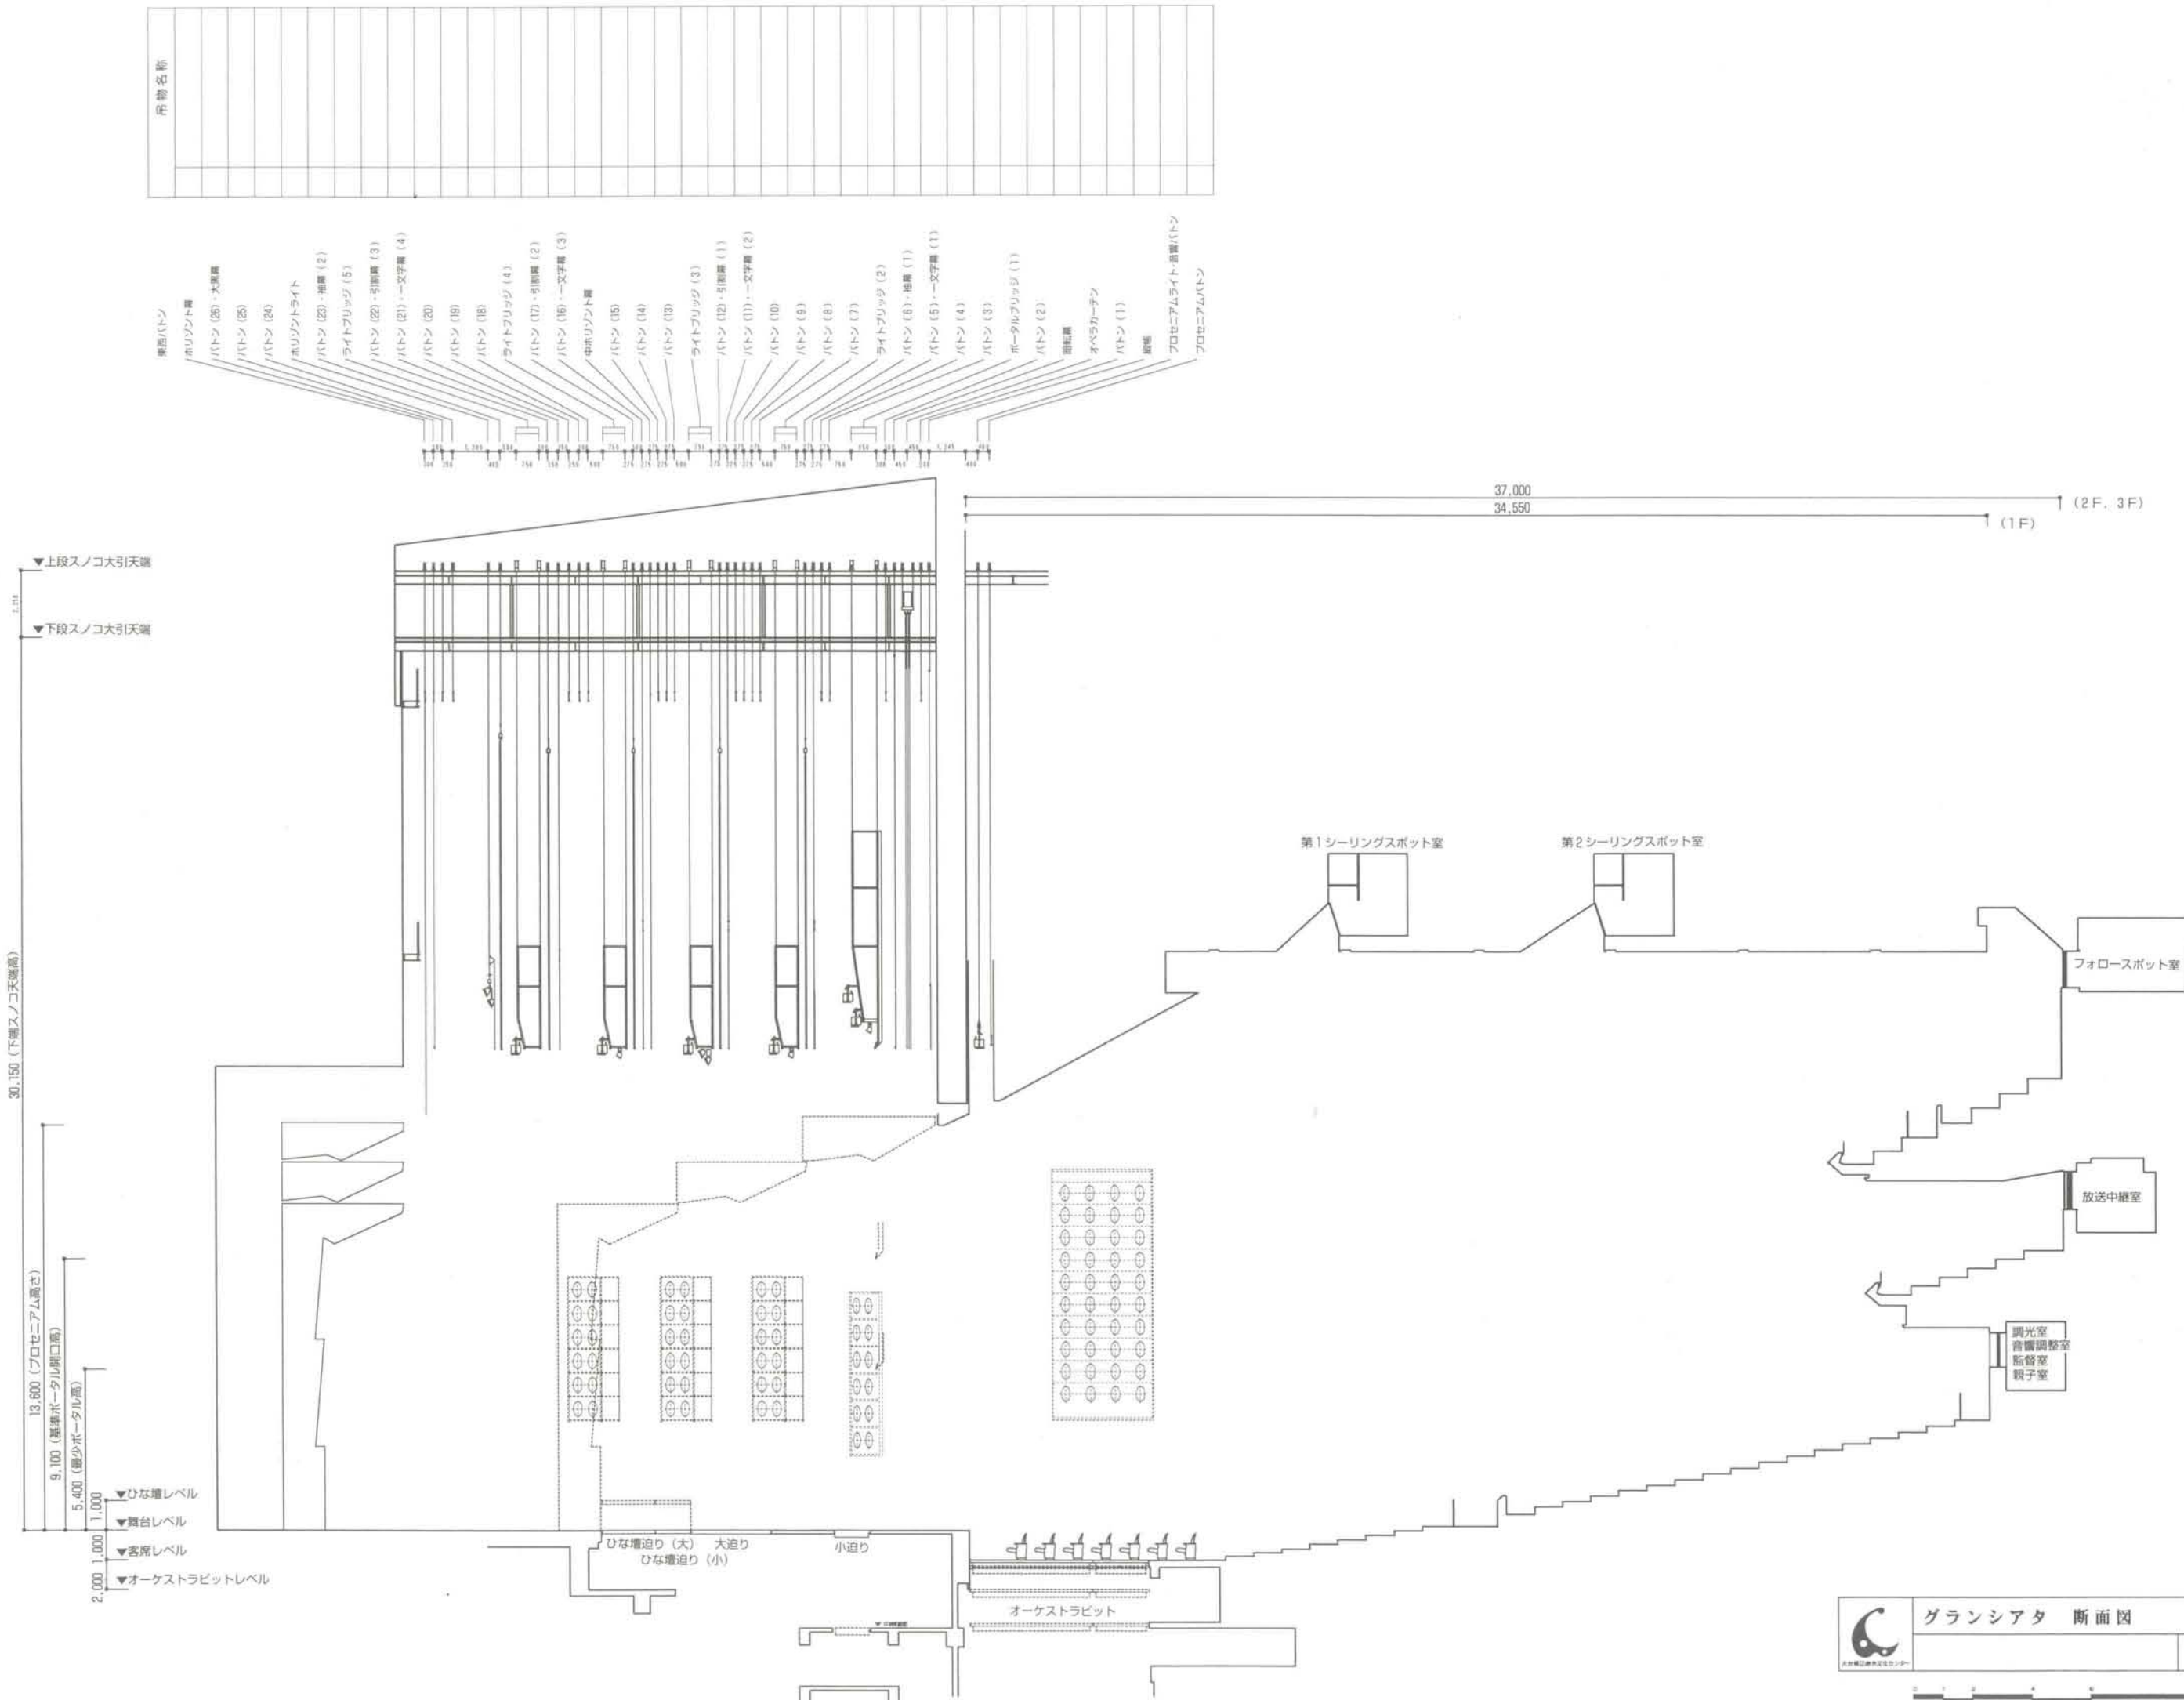 吊物名称
東西バトン
ホリゾント幕
バトン (26)・大黒幕
バトン (25)
バトン (24)
ホリゾントライト
バトン (23)・袖幕 (2)
ライトブリッジ (5)
バトン (22)・引割幕 (3)
バトン (21)・一文字幕 (4)
バトン (20)
バトン (19)
バトン (18)
ライトブリッジ (4)
バトン (17)・引割幕 (2)
バトン (16)・一文字幕 (3)
中ホリゾント幕
バトン (15)
バトン (14)
バトン (13)
ライトブリッジ (3)
バトン (12)・引割幕 (1)
バトン (11)・一文字幕 (2)
バトン (10)
バトン (9)
バトン (8)
バトン (7)
ライトブリッジ (2)
バトン (6)・袖幕 (1)
バトン (5)・一文字幕 (1)
バトン (4)
バトン (3)
ポータルブリッジ (1)
バトン (2)
オペラカーテン
バトン (1)
緞帳
プロセニアムライト・音響バトン
プロセニアムバトン
37,000
(2F, 3F)
34,550
(1F)
▼上段スノコ大引天端
▼下段スノコ大引天端
30,150 (下端スノコ天端高)
13,600 (プロセニアム高さ)
9,100 (基準ポータル開口高)
5,400 (最少ポータル高)
1,000
1,000
2,000
▼ひな壇レベル
▼舞台レベル
▼客席レベル
▼オーケストラピットレベル
第1シーリングスポット室
第2シーリングスポット室
フォロースポット室
放送中継室
調光室
音響調整室
監督室
親子室
ひな壇迫り (大)
大迫り
小迫り
ひな壇迫り (小)
オーケストラピット
グランシアタ 断面図